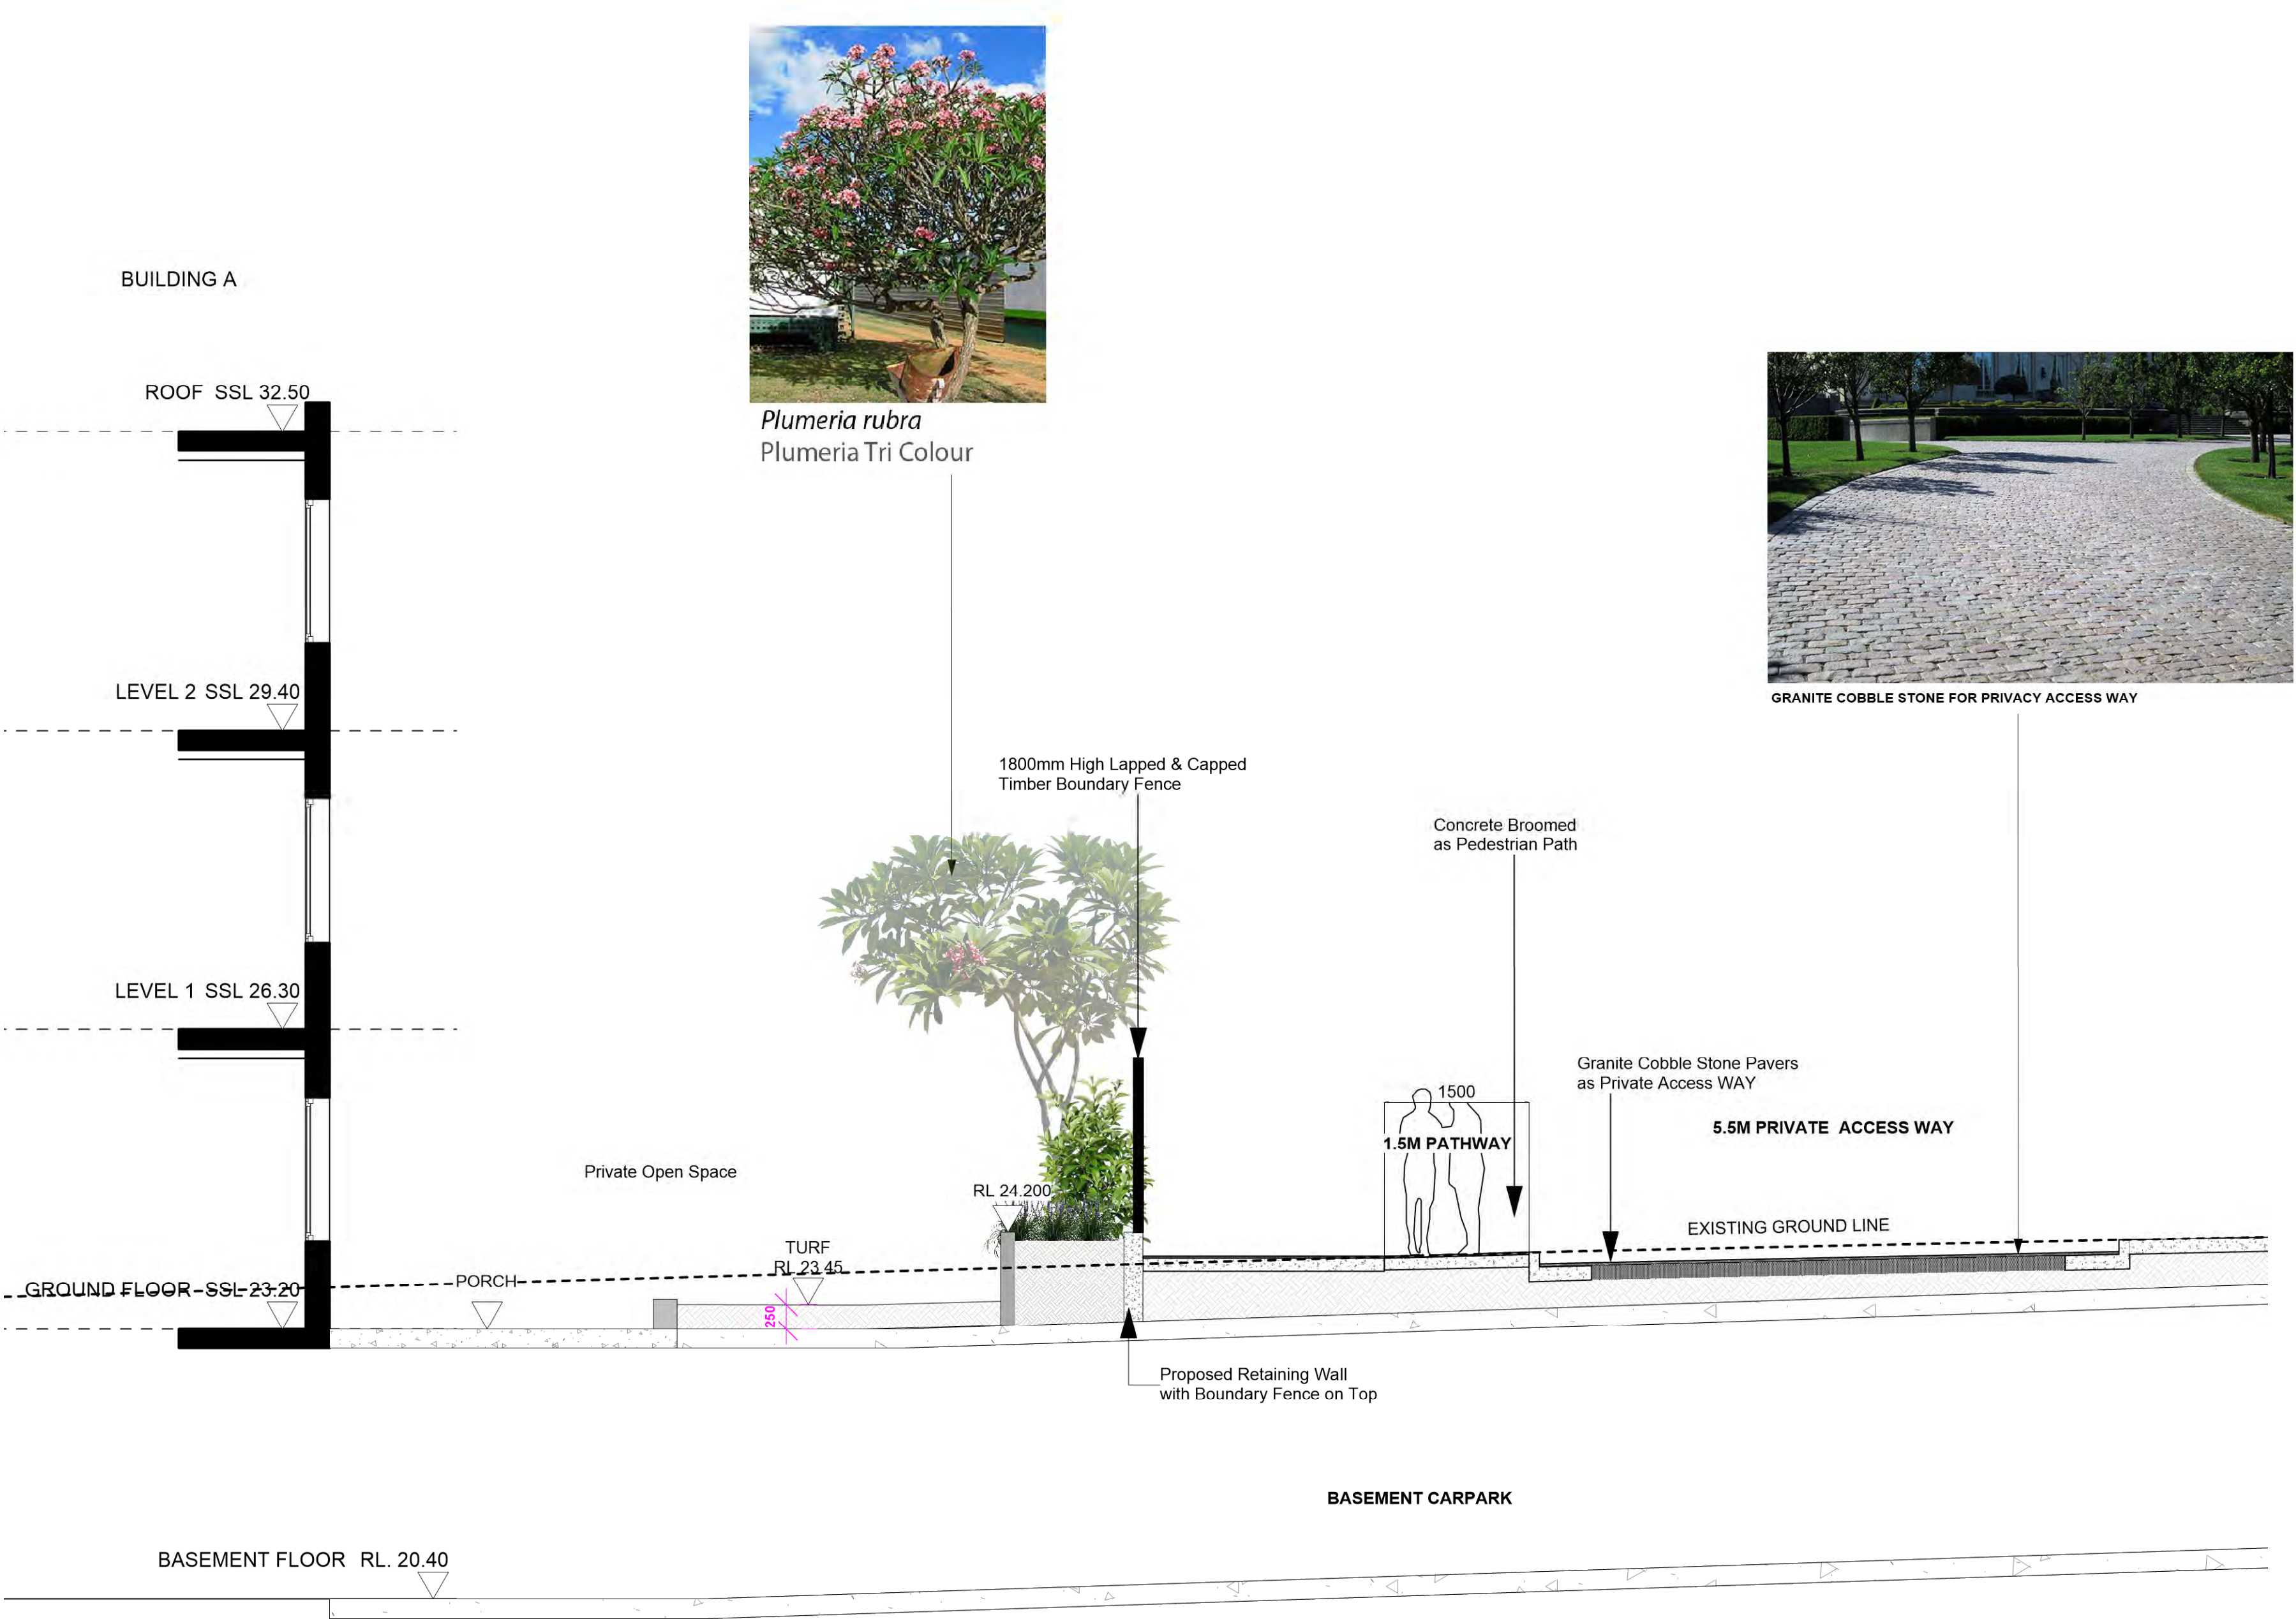 BUILDING A
ROOF SSL 32.50
Plumeria rubra
Plumeria Tri Colour
GRANITE COBBLE STONE FOR PRIVACY ACCESS WAY
LEVEL 2 SSL 29.40
1800mm High Lapped & Capped
Timber Boundary Fence
Concrete Broomed
as Pedestrian Path
LEVEL 1 SSL 26.30
Granite Cobble Stone Pavers
as Private Access WAY
1500
1.5M PATHWAY
5.5M PRIVATE ACCESS WAY
Private Open Space
RL 24.200
EXISTING GROUND LINE
TURF
RL 23.45
GROUND FLOOR SSL 23.20
PORCH
250
Proposed Retaining Wall
with Boundary Fence on Top
BASEMENT CARPARK
BASEMENT FLOOR RL. 20.40